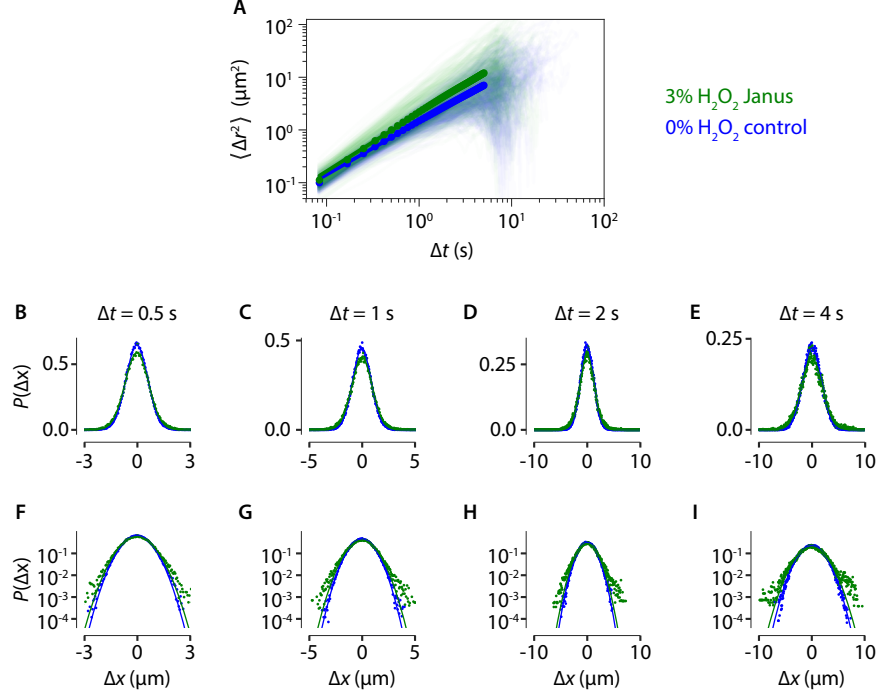 A
10²
10¹
10⁰
10⁻¹
⟨Δr²⟩ (μm²)
10⁻¹ 10⁰ 10¹ 10²
Δt (s)
3% H₂O₂ Janus
0% H₂O₂ control
B Δt = 0.5 s
C Δt = 1 s
D Δt = 2 s
E Δt = 4 s
P(Δx)
0.5
0.0
-3 0 3
0.5
0.0
-5 0 5
0.25
0.00
-10 0 10
0.25
0.00
-10 0 10
F
G
H
I
P(Δx)
10⁻¹
10⁻²
10⁻³
10⁻⁴
-3 0 3
Δx (μm)
10⁻¹
10⁻²
10⁻³
10⁻⁴
-5 0 5
Δx (μm)
10⁻¹
10⁻²
10⁻³
10⁻⁴
-10 0 10
Δx (μm)
10⁻¹
10⁻²
10⁻³
10⁻⁴
-10 0 10
Δx (μm)